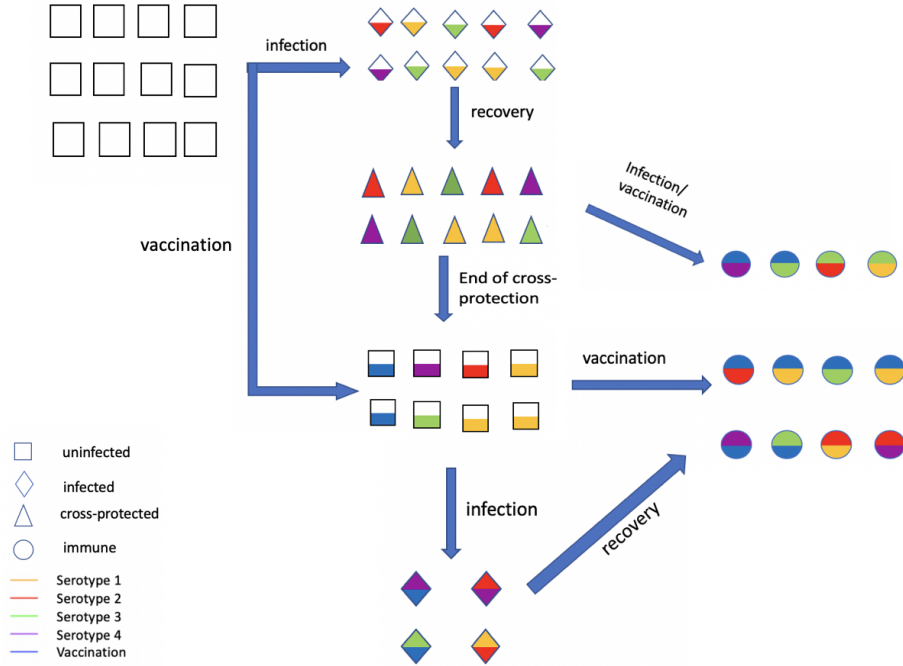 infection
recovery
Infection/
vaccination
vaccination
End of cross-
protection
vaccination
infection
recovery
uninfected
infected
cross-protected
immune
Serotype 1
Serotype 2
Serotype 3
Serotype 4
Vaccination